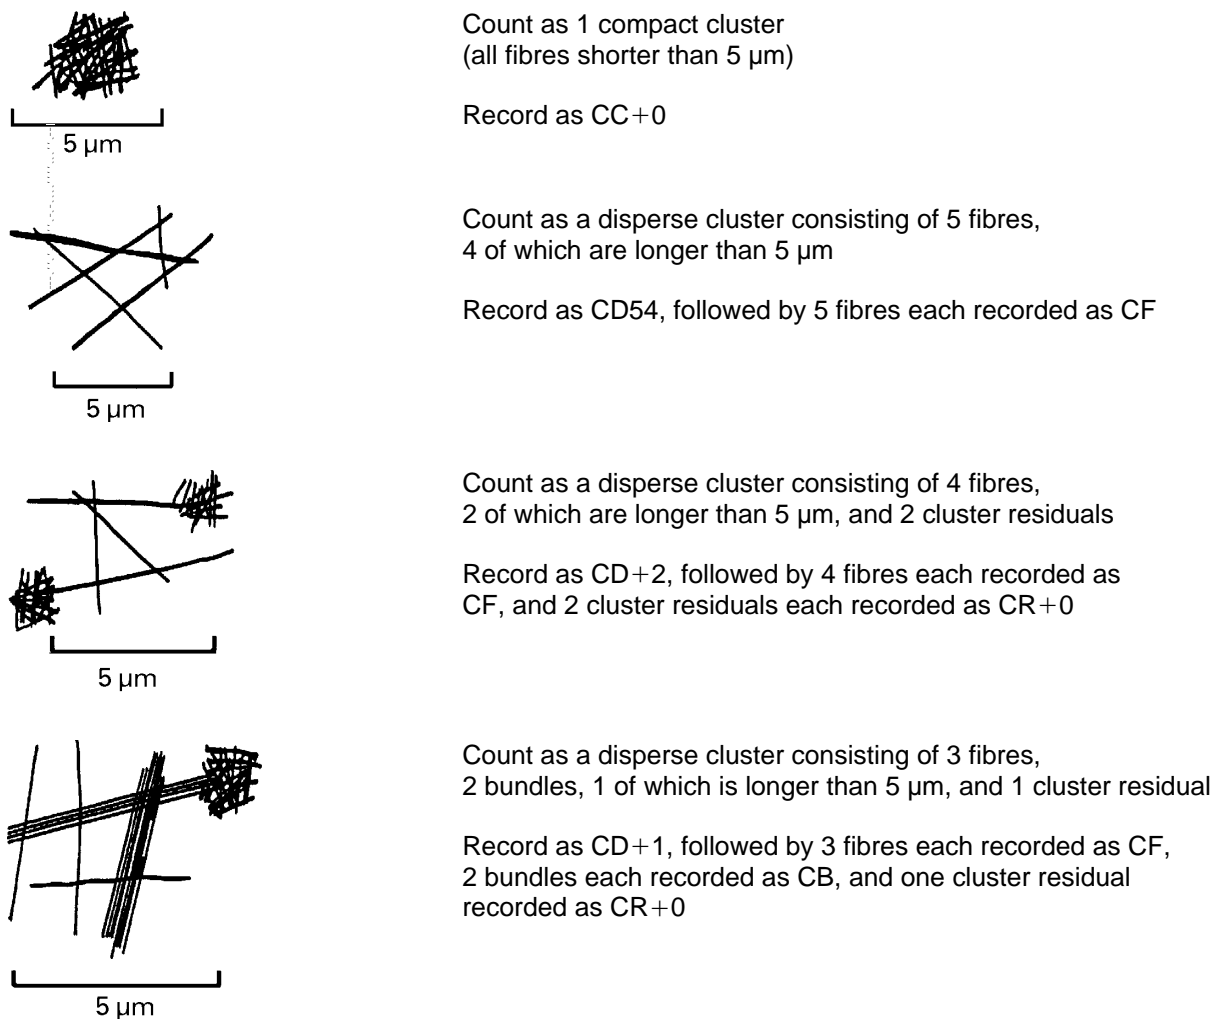 Count as 1 compact cluster
(all fibres shorter than 5 µm)
Record as CC+0
5 µm
Count as a disperse cluster consisting of 5 fibres,
4 of which are longer than 5 µm
Record as CD54, followed by 5 fibres each recorded as CF
5 µm
Count as a disperse cluster consisting of 4 fibres,
2 of which are longer than 5 µm, and 2 cluster residuals
Record as CD+2, followed by 4 fibres each recorded as
CF, and 2 cluster residuals each recorded as CR+0
5 µm
Count as a disperse cluster consisting of 3 fibres,
2 bundles, 1 of which is longer than 5 µm, and 1 cluster residual
Record as CD+1, followed by 3 fibres each recorded as CF,
2 bundles each recorded as CB, and one cluster residual
recorded as CR+0
5 µm